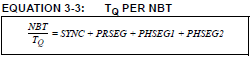 EQUATION 3-3: TQ PER NBT
NBT
TQ
= SYNC + PRSEG + PHSEG1 + PHSEG2